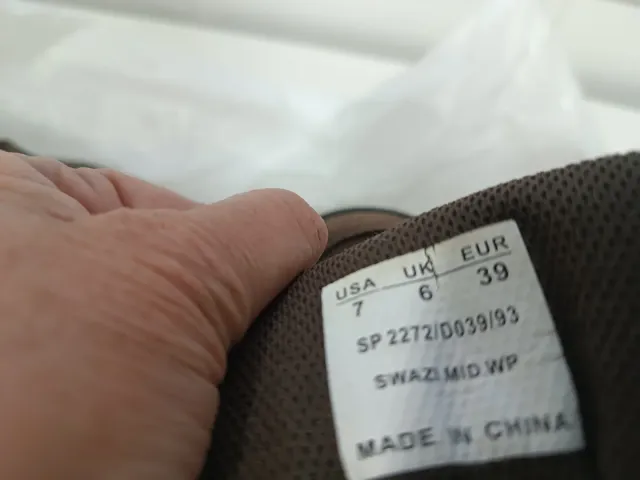 USA UK EUR
7 6 39
SP 2272/D039/93
SWAZI MID WP
MADE IN CHINA